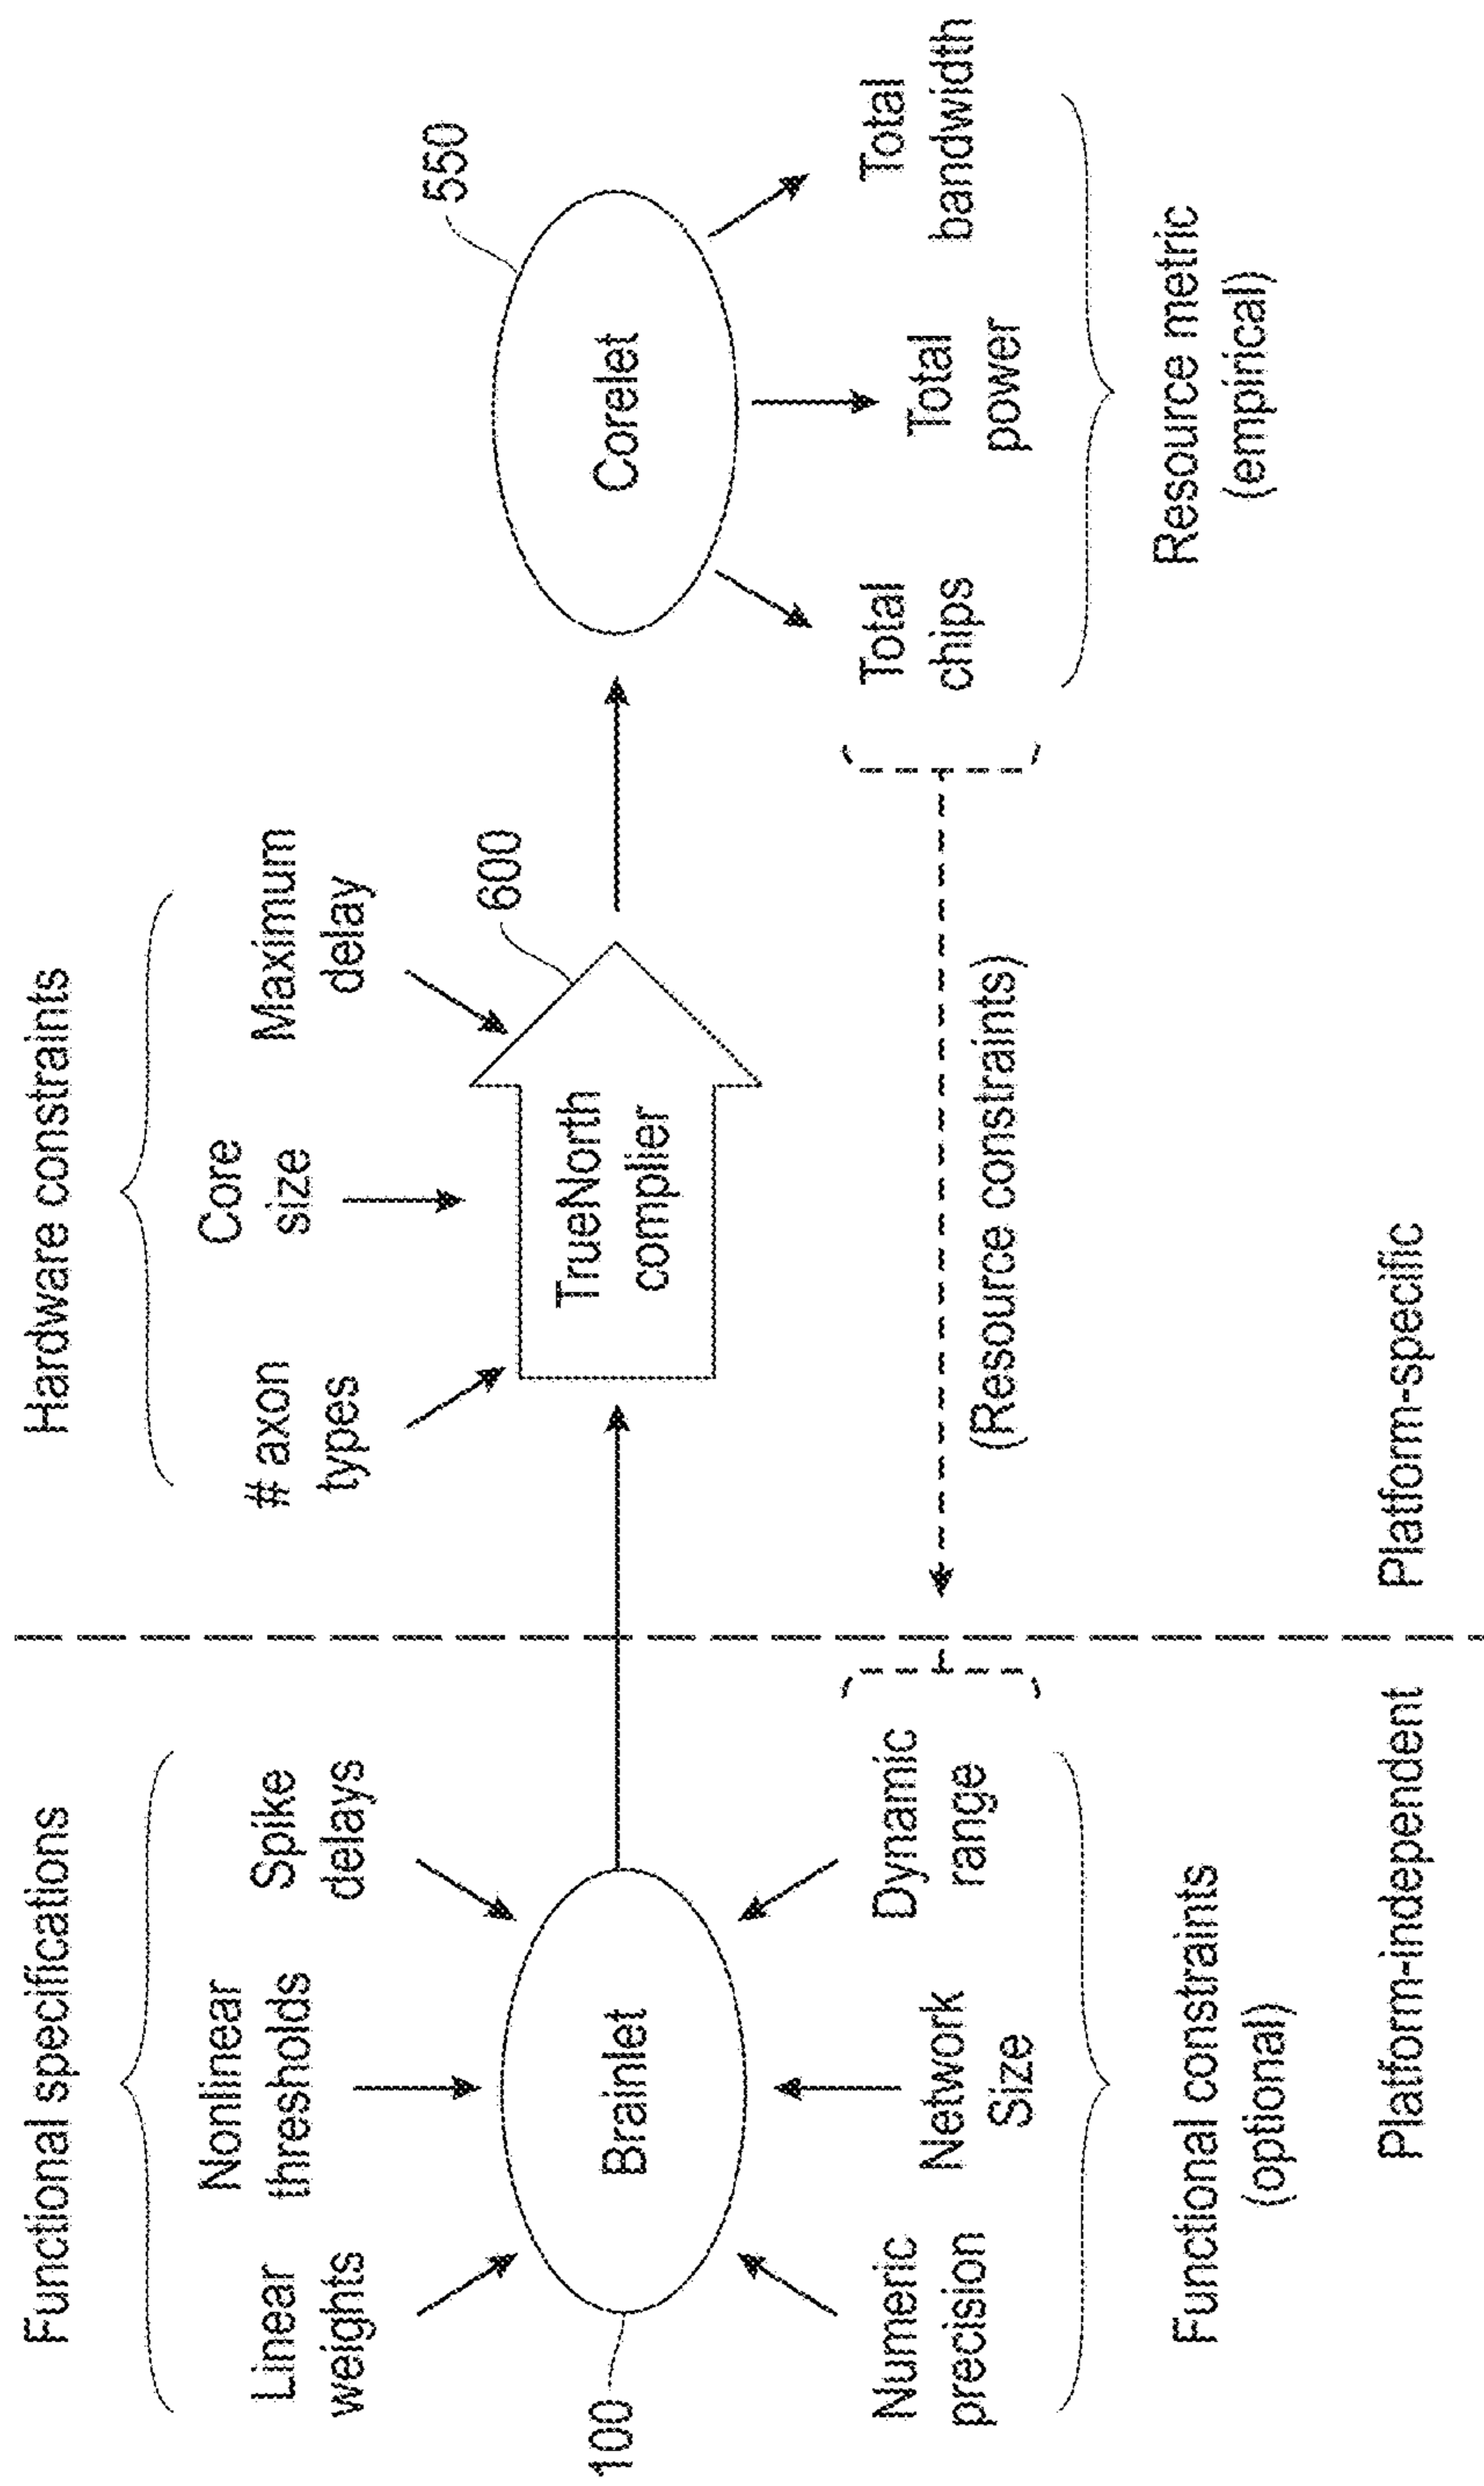 Functional specifications
Linear
weights
Nonlinear
thresholds
Spike
delays
100
Brainlet
Numeric
precision
Network
Size
Dynamic
range
Functional constraints
(optional)
Platform-independent
Hardware constraints
# axon
types
Core
size
Maximum
delay
600
TrueNorth
complier
550
Corelet
(Resource constraints)
Total
chips
Total
power
Total
bandwidth
Resource metric
(empirical)
Platform-specific